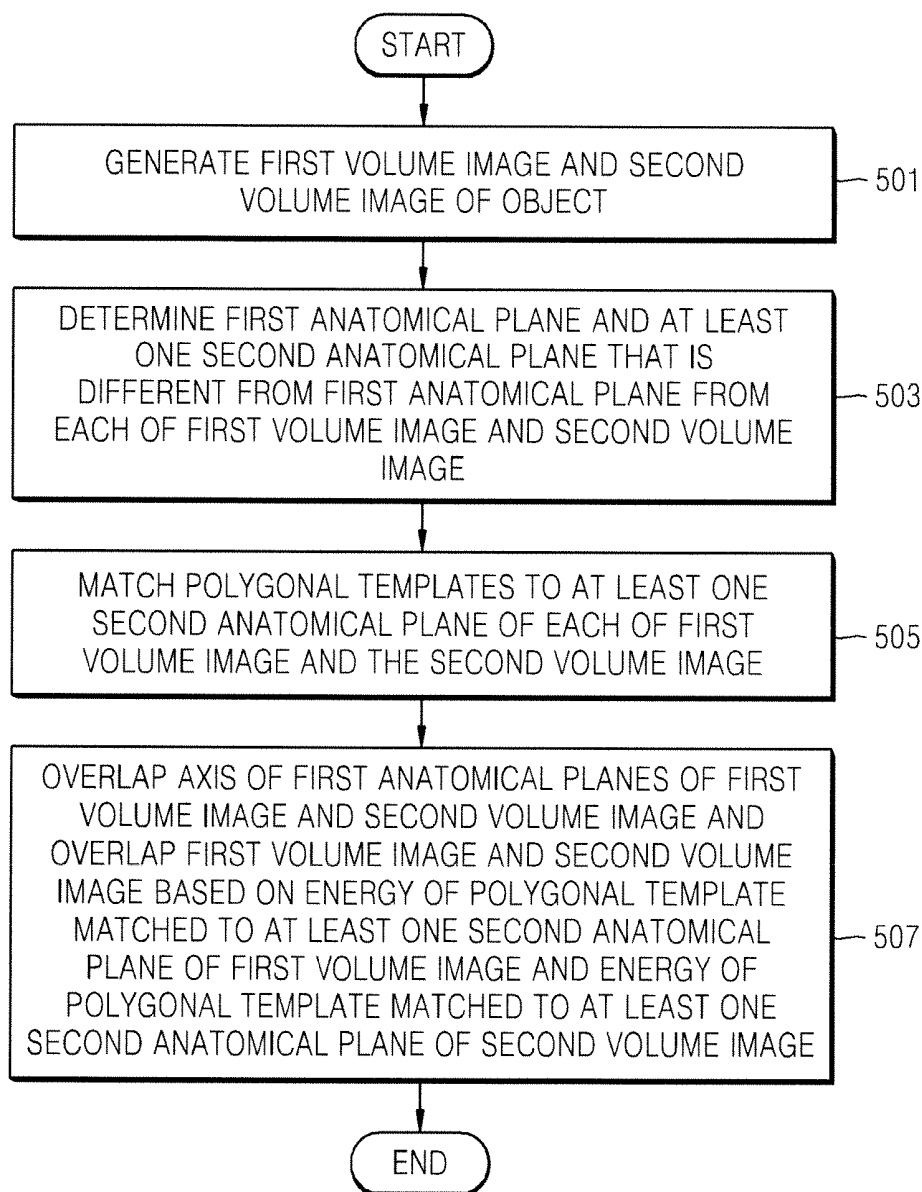 START
GENERATE FIRST VOLUME IMAGE AND SECOND
VOLUME IMAGE OF OBJECT
501
DETERMINE FIRST ANATOMICAL PLANE AND AT LEAST
ONE SECOND ANATOMICAL PLANE THAT IS
DIFFERENT FROM FIRST ANATOMICAL PLANE FROM
EACH OF FIRST VOLUME IMAGE AND SECOND VOLUME
IMAGE
503
MATCH POLYGONAL TEMPLATES TO AT LEAST ONE
SECOND ANATOMICAL PLANE OF EACH OF FIRST
VOLUME IMAGE AND THE SECOND VOLUME IMAGE
505
OVERLAP AXIS OF FIRST ANATOMICAL PLANES OF FIRST
VOLUME IMAGE AND SECOND VOLUME IMAGE AND
OVERLAP FIRST VOLUME IMAGE AND SECOND VOLUME
IMAGE BASED ON ENERGY OF POLYGONAL TEMPLATE
MATCHED TO AT LEAST ONE SECOND ANATOMICAL
PLANE OF FIRST VOLUME IMAGE AND ENERGY OF
POLYGONAL TEMPLATE MATCHED TO AT LEAST ONE
SECOND ANATOMICAL PLANE OF SECOND VOLUME IMAGE
507
END